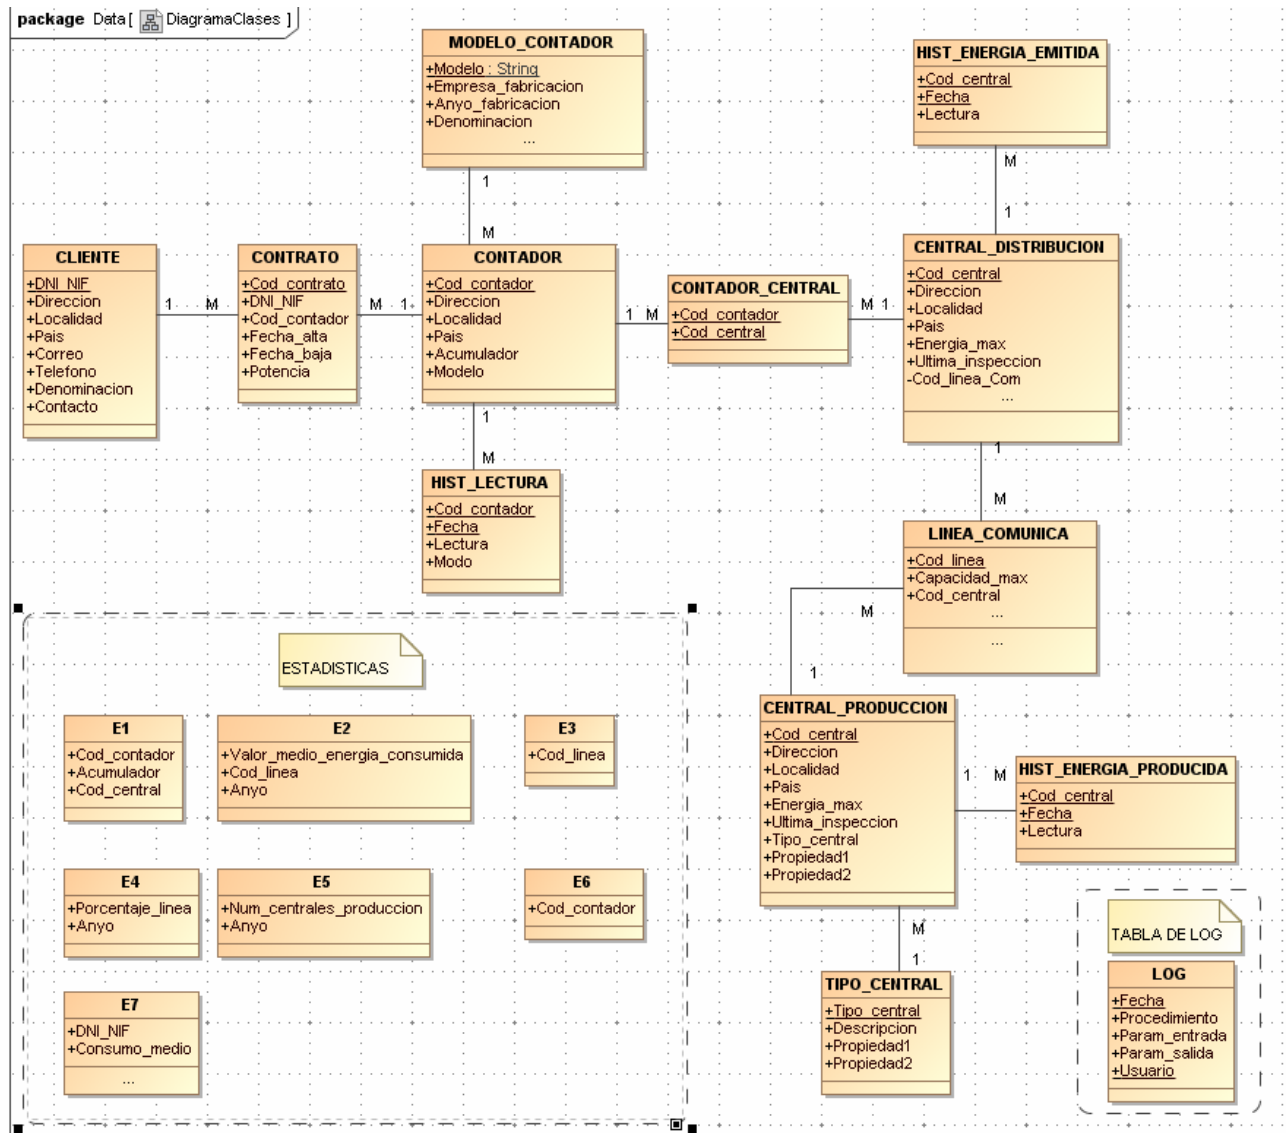 package Data [ DiagramaClases ]
MODELO_CONTADOR
+Modelo : String
+Empresa_fabricacion
+Anyo_fabricacion
+Denominacion
...
HIST_ENERGIA_EMITIDA
+Cod_central
+Fecha
+Lectura
M
1
1
M
CLIENTE
+DNI_NIF
+Direccion
+Localidad
+Pais
+Correo
+Telefono
+Denominacion
+Contacto
1 M
CONTRATO
+Cod_contrato
+DNI_NIF
+Cod_contador
+Fecha_alta
+Fecha_baja
+Potencia
M 1
CONTADOR
+Cod_contador
+Direccion
+Localidad
+Pais
+Acumulador
+Modelo
1 M
CONTADOR_CENTRAL
+Cod_contador
+Cod_central
M 1
CENTRAL_DISTRIBUCION
+Cod_central
+Direccion
+Localidad
+Pais
+Energia_max
+Ultima_inspeccion
-Cod_linea_Com
...
1
M
HIST_LECTURA
+Cod_contador
+Fecha
+Lectura
+Modo
1
M
LINEA_COMUNICA
+Cod_linea
+Capacidad_max
+Cod_central
...
...
M
1
ESTADISTICAS
E1
+Cod_contador
+Acumulador
+Cod_central
E2
+Valor_medio_energia_consumida
+Cod_linea
+Anyo
E3
+Cod_linea
E4
+Porcentaje_linea
+Anyo
E5
+Num_centrales_produccion
+Anyo
E6
+Cod_contador
E7
+DNI_NIF
+Consumo_medio
...
CENTRAL_PRODUCCION
+Cod_central
+Direccion
+Localidad
+Pais
+Energia_max
+Ultima_inspeccion
+Tipo_central
+Propiedad1
+Propiedad2
1 M
HIST_ENERGIA_PRODUCIDA
+Cod_central
+Fecha
+Lectura
M
1
TIPO_CENTRAL
+Tipo_central
+Descripcion
+Propiedad1
+Propiedad2
TABLA DE LOG
LOG
+Fecha
+Procedimiento
+Param_entrada
+Param_salida
+Usuario